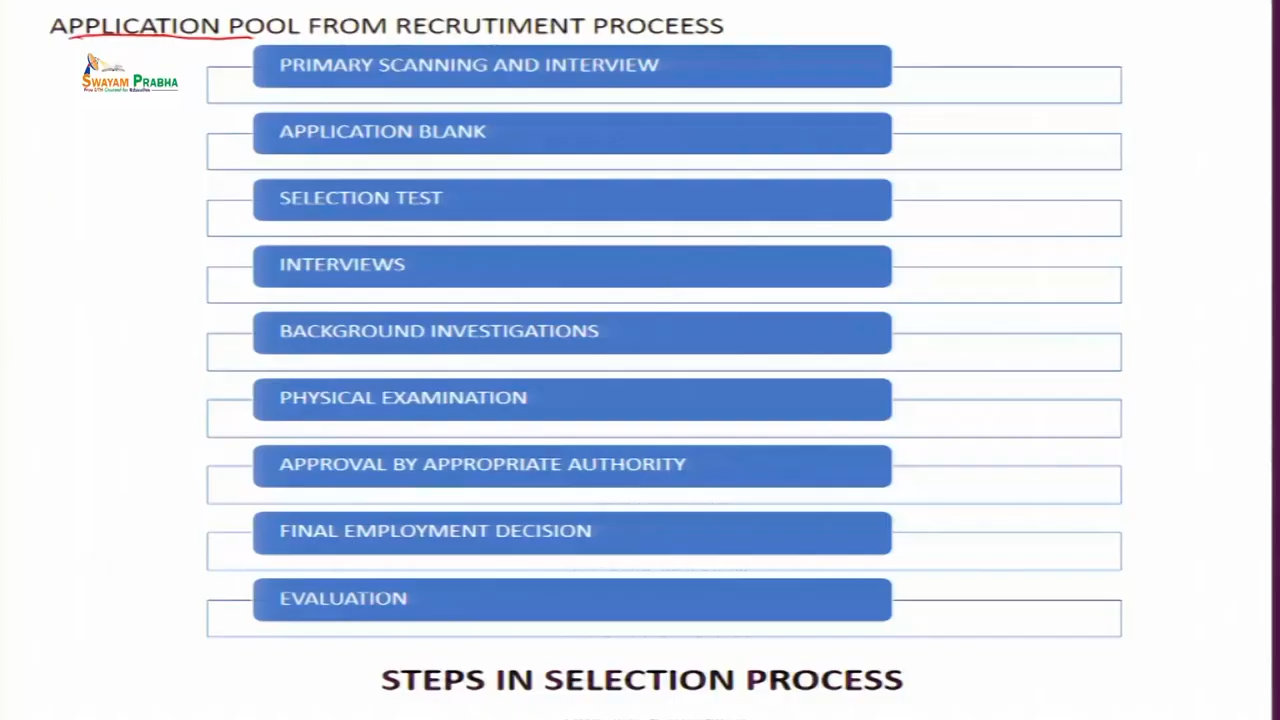 APPLICATION POOL FROM RECRUTIMENT PROCEESS
SWAYAM PRABHA
PRIMARY SCANNING AND INTERVIEW
APPLICATION BLANK
SELECTION TEST
INTERVIEWS
BACKGROUND INVESTIGATIONS
PHYSICAL EXAMINATION
APPROVAL BY APPROPRIATE AUTHORITY
FINAL EMPLOYMENT DECISION
EVALUATION
STEPS IN SELECTION PROCESS